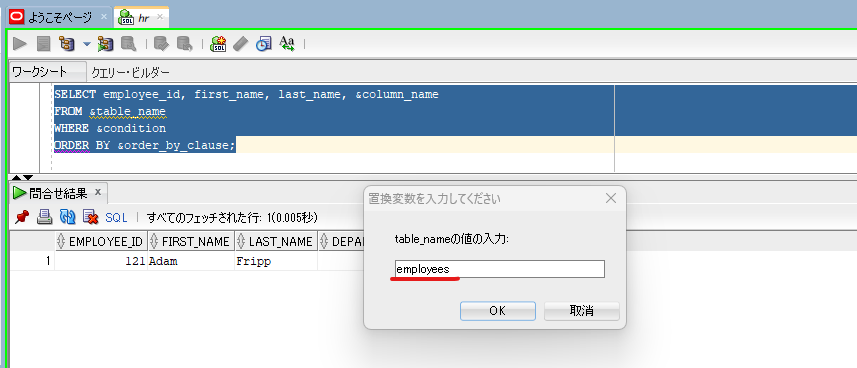 ようこそページ
hr
ワークシート クエリー・ビルダー
SELECT employee_id, first_name, last_name, &column_name
FROM &table_name
WHERE &condition
ORDER BY &order_by_clause;
問合せ結果 x
SQL | すべてのフェッチされた行: 1(0.005秒)
EMPLOYEE_ID FIRST_NAME LAST_NAME DEPA
1 121 Adam Fripp
置換変数を入力してください
table_nameの値の入力:
employees
OK 取消